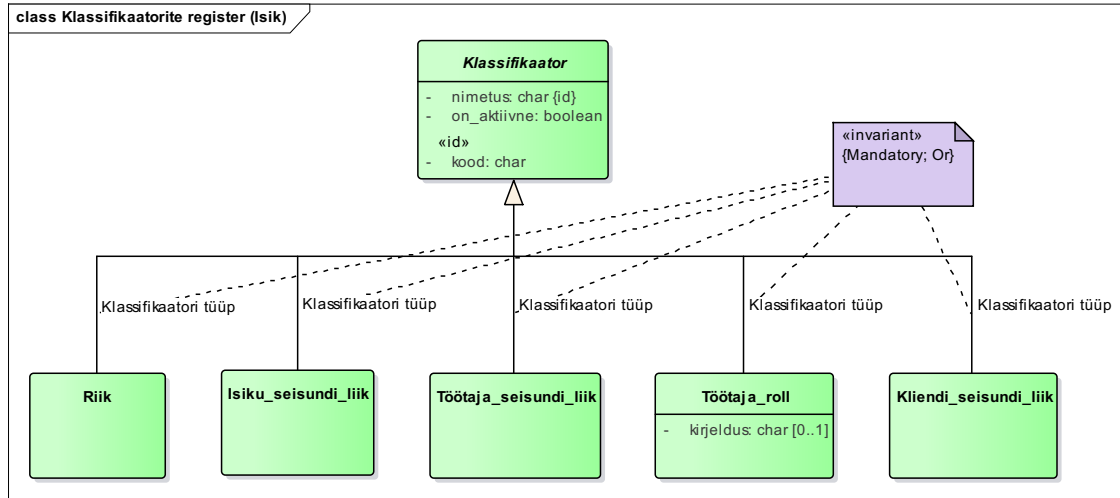 class Klassifikaatorite register (Isik)
Klassifikaator
- nimetus: char {id}
- on_aktiivne: boolean
«id»
- kood: char
«invariant»
{Mandatory; Or}
Klassifikaatori tüüp
Klassifikaatori tüüp
Klassifikaatori tüüp
Klassifikaatori tüüp
Klassifikaatori tüüp
Riik
Isiku_seisundi_liik
Töötaja_seisundi_liik
Töötaja_roll
- kirjeldus: char [0..1]
Kliendi_seisundi_liik